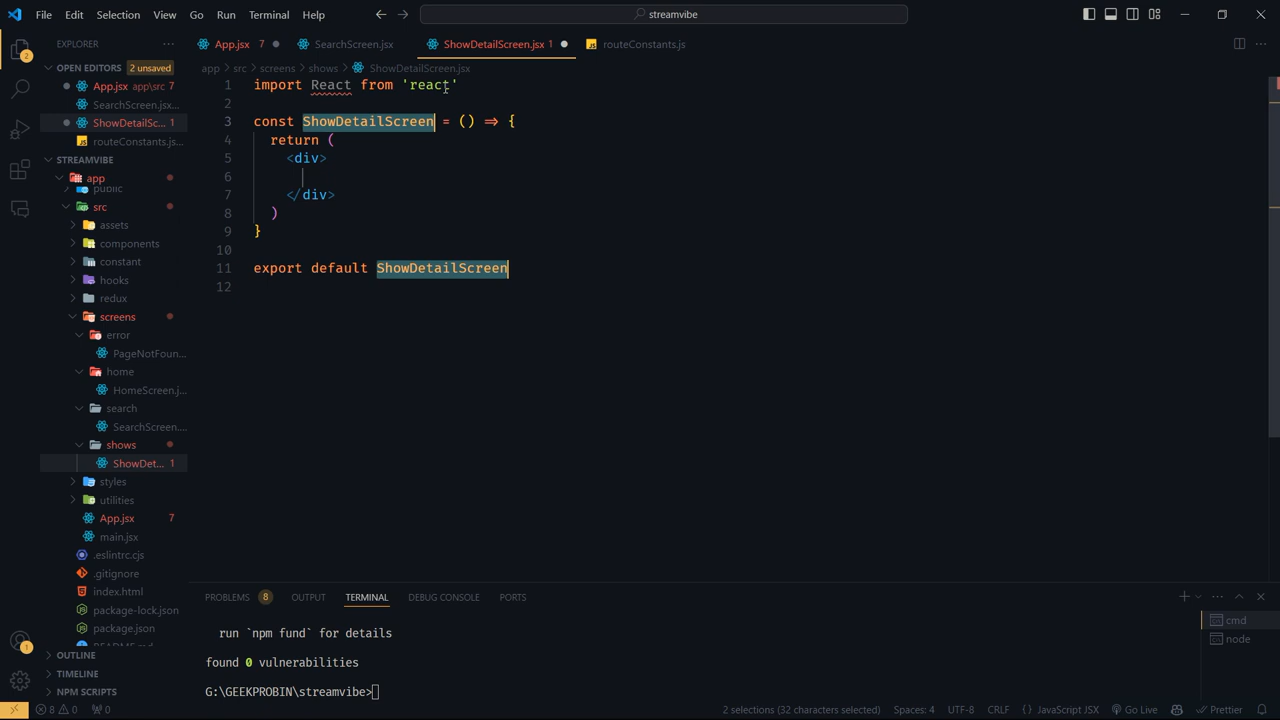 File Edit Selection View Go Run Terminal Help streamvibe
EXPLORER
App.jsx 7 SearchScreen.jsx ShowDetailScreen.jsx 1 routeConstants.js
OPEN EDITORS 2 unsaved
app > src > screens > shows > ShowDetailScreen.jsx
App.jsx app\src 7
SearchScreen.jsx...
ShowDetailSc... 1
routeConstants.js...
STREAMVIBE
app
public
src
assets
components
constant
hooks
redux
screens
error
PageNotFoun...
home
HomeScreen.j...
search
SearchScreen....
shows
ShowDet... 1
styles
utilities
App.jsx 7
main.jsx
.eslintrc.cjs
.gitignore
index.html
package-lock.json
package.json
README.md
OUTLINE
TIMELINE
NPM SCRIPTS
1 import React from 'react'
2
3 const ShowDetailScreen = () => {
4 return (
5 <div>
6
7 </div>
8 )
9 }
10
11 export default ShowDetailScreen
12
PROBLEMS 8 OUTPUT TERMINAL DEBUG CONSOLE PORTS
run `npm fund` for details
found 0 vulnerabilities
G:\GEEKPROBIN\streamvibe>
cmd
node
2
1
8 0 0 2 selections (32 characters selected) Spaces: 4 UTF-8 CRLF {} JavaScript JSX Go Live Prettier